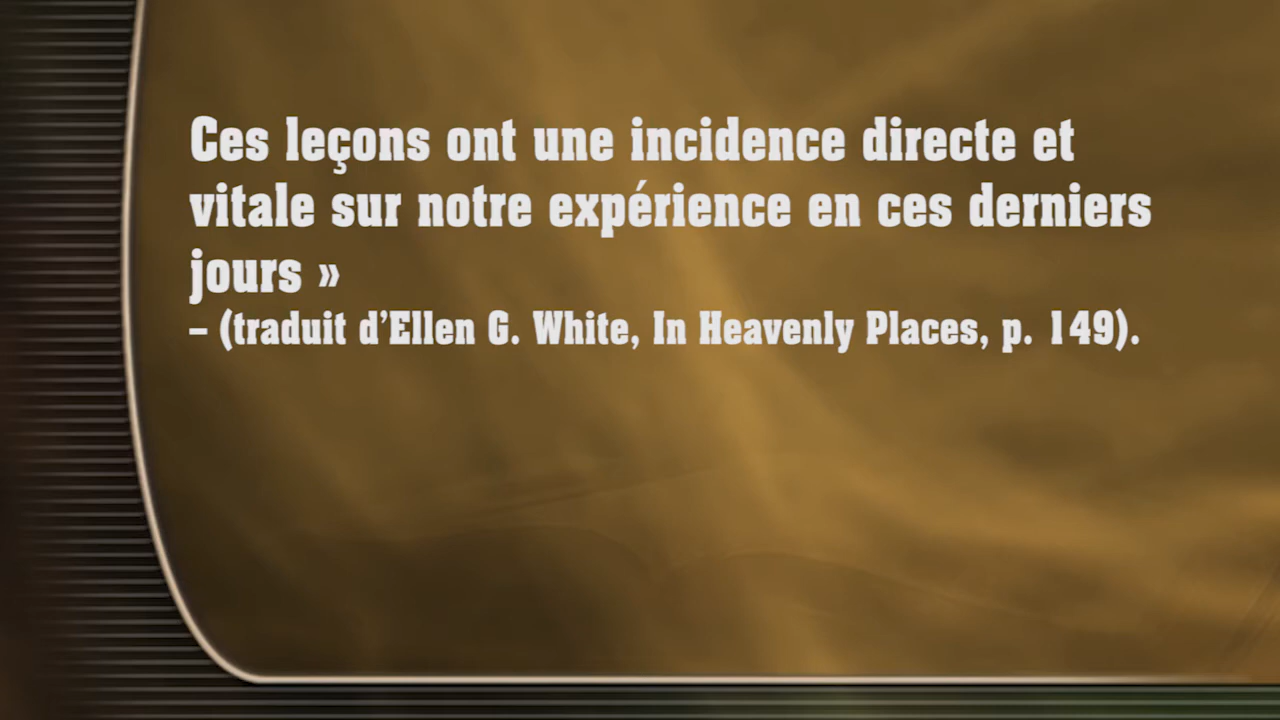 Ces leçons ont une incidence directe et
vitale sur notre expérience en ces derniers
jours »
– (traduit d’Ellen G. White, In Heavenly Places, p. 149).